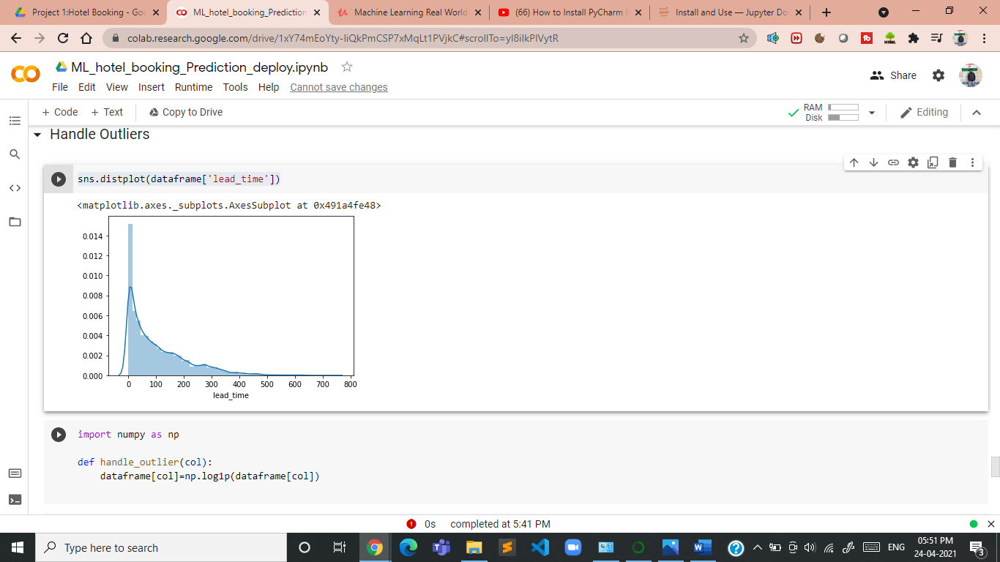 Project 1:Hotel Booking - Goo
ML_hotel_booking_Prediction
Machine Learning Real World
(66) How to Install PyCharm I
Install and Use — Jupyter Do
colab.research.google.com/drive/1xY74mEoYty-IiQkPmCSP7xMqLt1PVjkC#scrollTo=yI8iIkPIVytR
ML_hotel_booking_Prediction_deploy.ipynb
Share
File Edit View Insert Runtime Tools Help Cannot save changes
+ Code + Text Copy to Drive
RAM
Disk
Editing
Handle Outliers
sns.distplot(dataframe['lead_time'])
<matplotlib.axes._subplots.AxesSubplot at 0x491a4fe48>
0.014
0.012
0.010
0.008
0.006
0.004
0.002
0.000
0 100 200 300 400 500 600 700 800
lead_time
import numpy as np
def handle_outlier(col):
dataframe[col]=np.log1p(dataframe[col])
0s completed at 5:41 PM
Type here to search
ENG
05:51 PM
24-04-2021
3